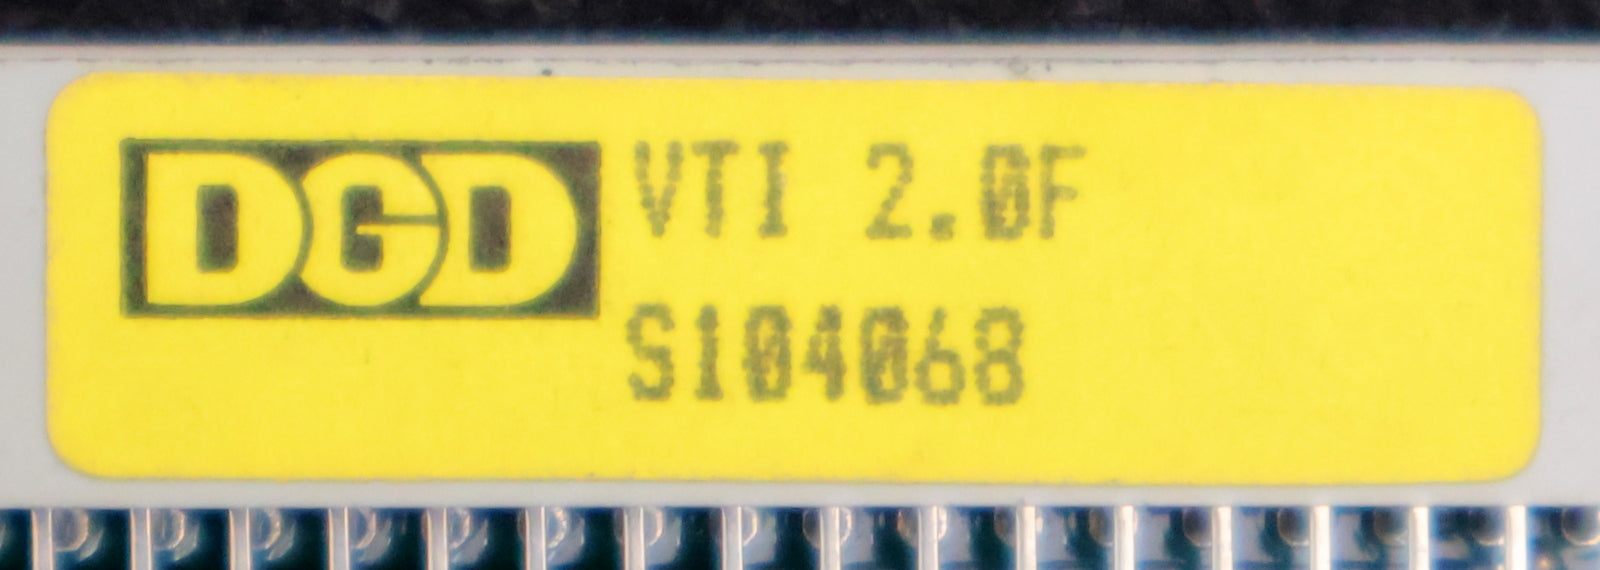 DGD VTI 2.0F
S104068